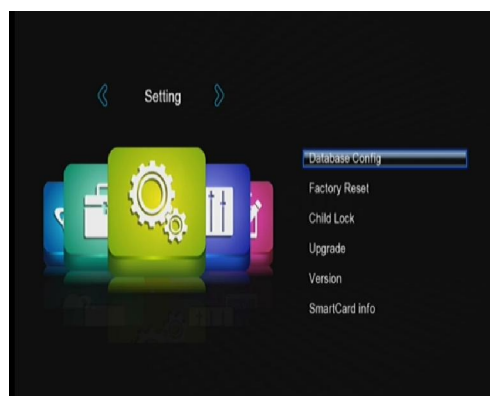 Setting
Database Config
Factory Reset
Child Lock
Upgrade
Version
SmartCard info